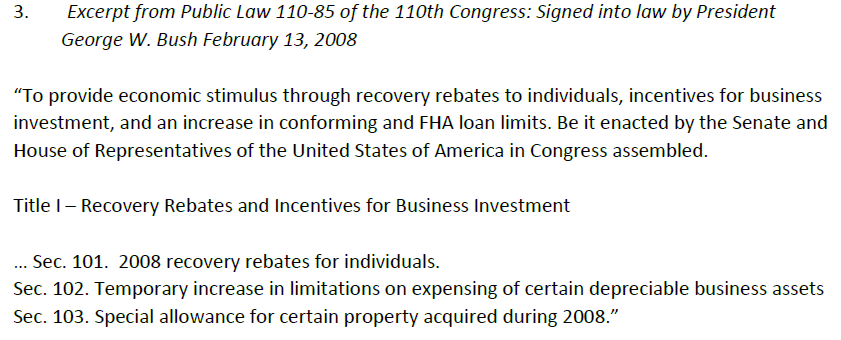 3. Excerpt from Public Law 110-85 of the 110th Congress: Signed into law by President
George W. Bush February 13, 2008
“To provide economic stimulus through recovery rebates to individuals, incentives for business
investment, and an increase in conforming and FHA loan limits. Be it enacted by the Senate and
House of Representatives of the United States of America in Congress assembled.
Title I – Recovery Rebates and Incentives for Business Investment
... Sec. 101.  2008 recovery rebates for individuals.
Sec. 102. Temporary increase in limitations on expensing of certain depreciable business assets
Sec. 103. Special allowance for certain property acquired during 2008.”